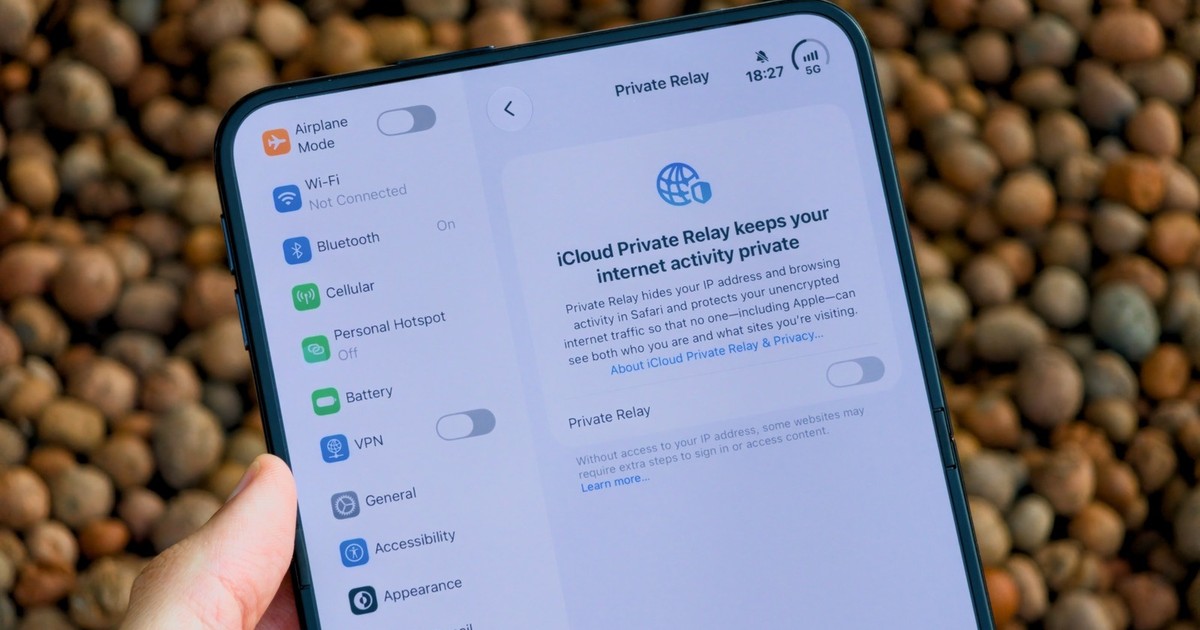 Airplane
Mode
Wi-Fi
Not Connected
Bluetooth
On
Cellular
Personal Hotspot
Off
Battery
VPN
General
Accessibility
Appearance
Private Relay
18:27
5G
iCloud Private Relay keeps your
internet activity private
Private Relay hides your IP address and browsing
activity in Safari and protects your unencrypted
internet traffic so that no one—including Apple—can
see both who you are and what sites you're visiting.
About iCloud Private Relay & Privacy...
Private Relay
Without access to your IP address, some websites may
require extra steps to sign in or access content.
Learn more...